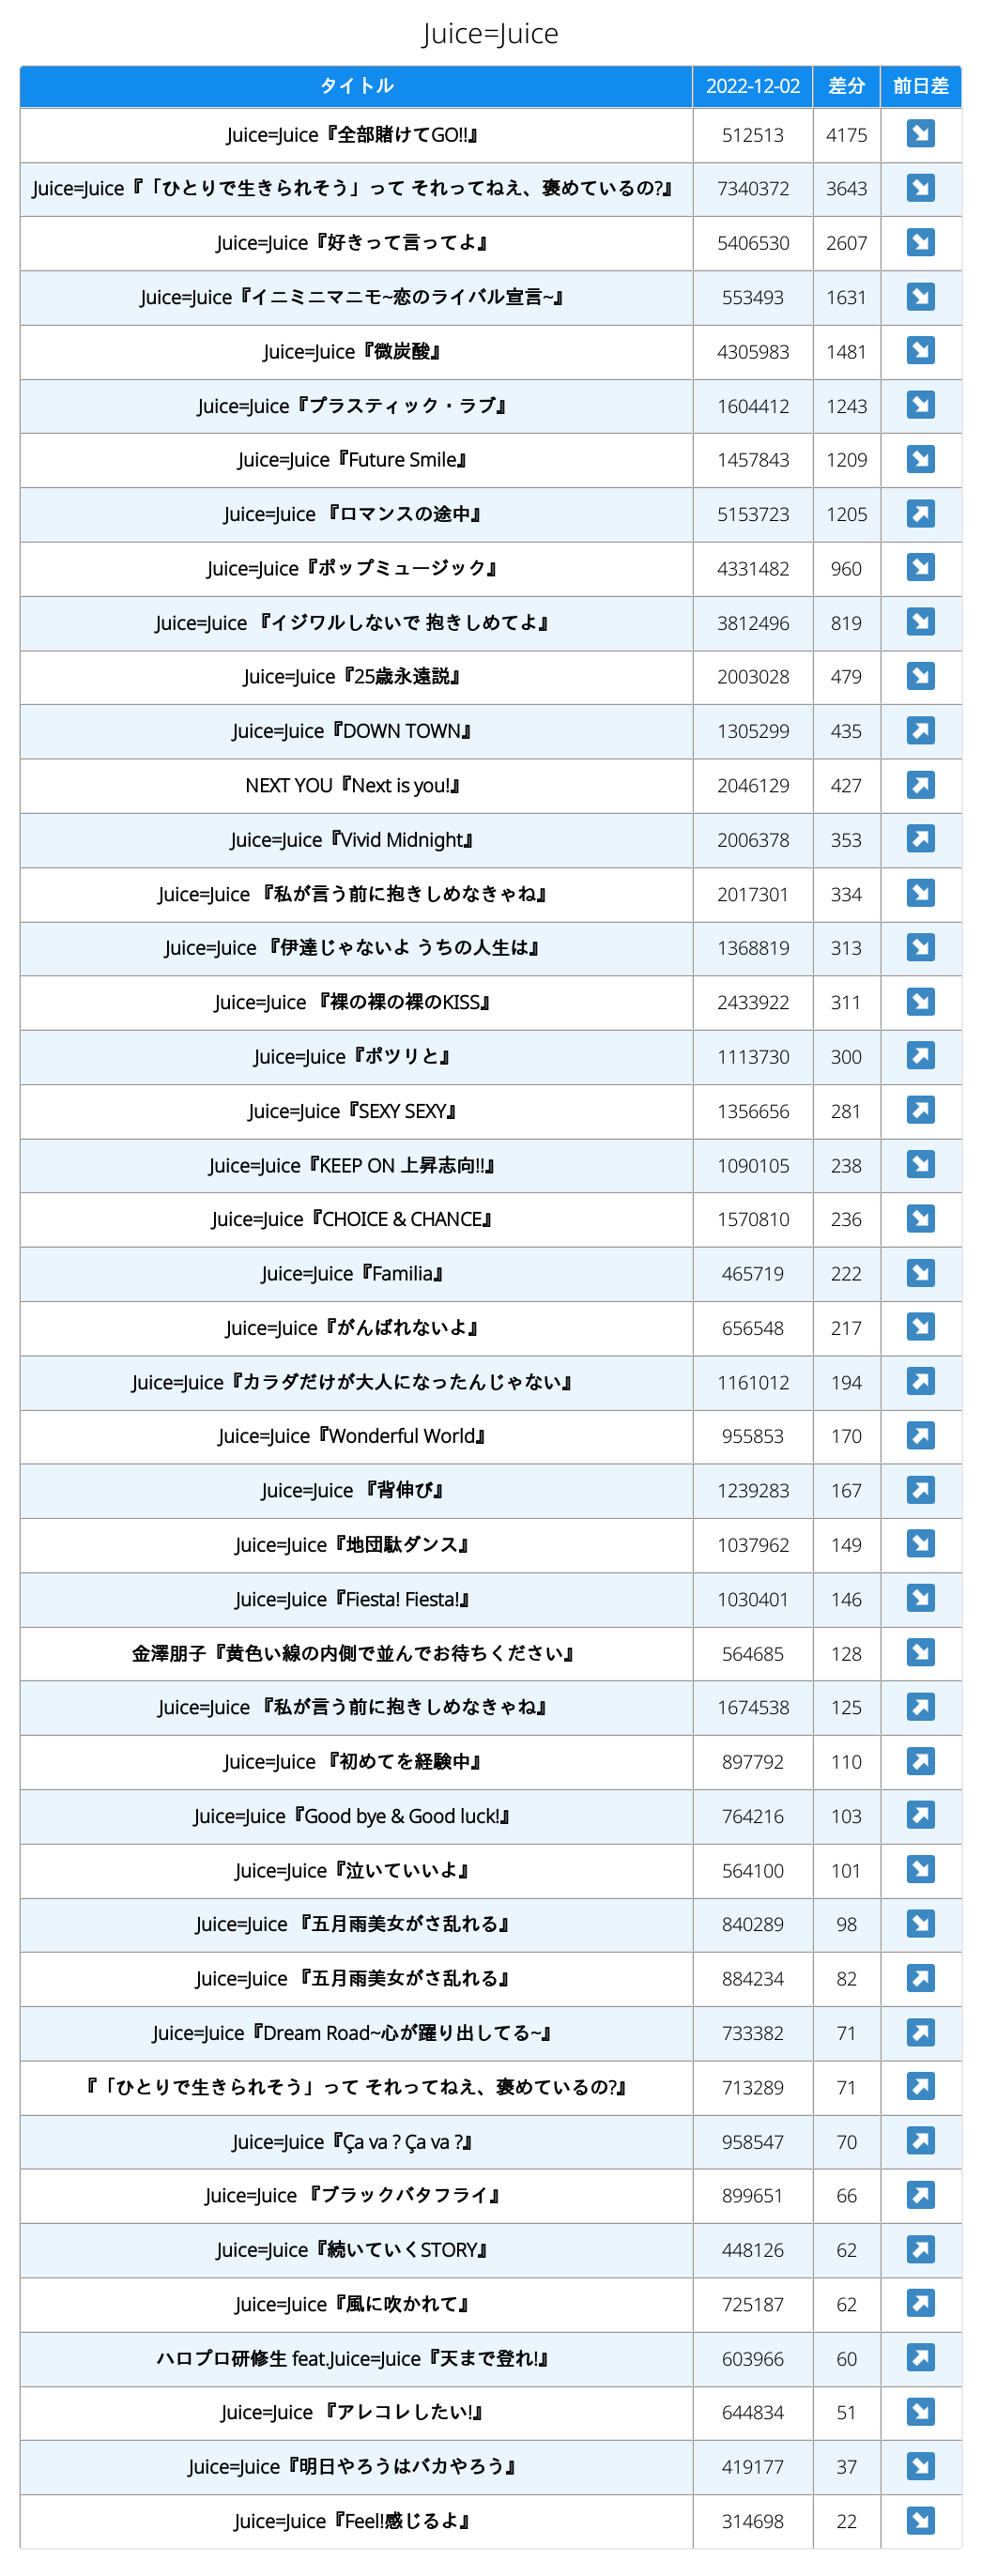 Juice=Juice
タイトル 2022-12-02 差分 前日差
Juice=Juice『全部賭けてGO!!』 512513 4175 ↘
Juice=Juice『「ひとりで生きられそう」って それってねえ、褒めているの?』 7340372 3643 ↘
Juice=Juice『好きって言ってよ』 5406530 2607 ↘
Juice=Juice『イニミニマニモ~恋のライバル宣言~』 553493 1631 ↘
Juice=Juice『微炭酸』 4305983 1481 ↘
Juice=Juice『プラスティック・ラブ』 1604412 1243 ↘
Juice=Juice『Future Smile』 1457843 1209 ↘
Juice=Juice 『ロマンスの途中』 5153723 1205 ↗
Juice=Juice『ポップミュージック』 4331482 960 ↘
Juice=Juice 『イジワルしないで 抱きしめてよ』 3812496 819 ↘
Juice=Juice『25歳永遠説』 2003028 479 ↘
Juice=Juice『DOWN TOWN』 1305299 435 ↗
NEXT YOU『Next is you!』 2046129 427 ↗
Juice=Juice『Vivid Midnight』 2006378 353 ↗
Juice=Juice 『私が言う前に抱きしめなきゃね』 2017301 334 ↘
Juice=Juice 『伊達じゃないよ うちの人生は』 1368819 313 ↘
Juice=Juice 『裸の裸の裸のKISS』 2433922 311 ↘
Juice=Juice『ポツリと』 1113730 300 ↗
Juice=Juice『SEXY SEXY』 1356656 281 ↗
Juice=Juice『KEEP ON 上昇志向!!』 1090105 238 ↘
Juice=Juice『CHOICE & CHANCE』 1570810 236 ↘
Juice=Juice『Familia』 465719 222 ↘
Juice=Juice『がんばれないよ』 656548 217 ↘
Juice=Juice『カラダだけが大人になったんじゃない』 1161012 194 ↗
Juice=Juice『Wonderful World』 955853 170 ↗
Juice=Juice 『背伸び』 1239283 167 ↗
Juice=Juice『地団駄ダンス』 1037962 149 ↘
Juice=Juice『Fiesta! Fiesta!』 1030401 146 ↘
金澤朋子『黄色い線の内側で並んでお待ちください』 564685 128 ↘
Juice=Juice 『私が言う前に抱きしめなきゃね』 1674538 125 ↗
Juice=Juice 『初めてを経験中』 897792 110 ↗
Juice=Juice『Good bye & Good luck!』 764216 103 ↗
Juice=Juice『泣いていいよ』 564100 101 ↘
Juice=Juice 『五月雨美女がさ乱れる』 840289 98 ↘
Juice=Juice 『五月雨美女がさ乱れる』 884234 82 ↗
Juice=Juice『Dream Road~心が躍り出してる~』 733382 71 ↗
『「ひとりで生きられそう」って それってねえ、褒めているの?』 713289 71 ↗
Juice=Juice『Ça va ? Ça va ?』 958547 70 ↗
Juice=Juice 『ブラックバタフライ』 899651 66 ↗
Juice=Juice『続いていくSTORY』 448126 62 ↗
Juice=Juice『風に吹かれて』 725187 62 ↗
ハロプロ研修生 feat.Juice=Juice『天まで登れ!』 603966 60 ↗
Juice=Juice 『アレコレしたい!』 644834 51 ↘
Juice=Juice『明日やろうはバカやろう』 419177 37 ↘
Juice=Juice『Feel!感じるよ』 314698 22 ↘